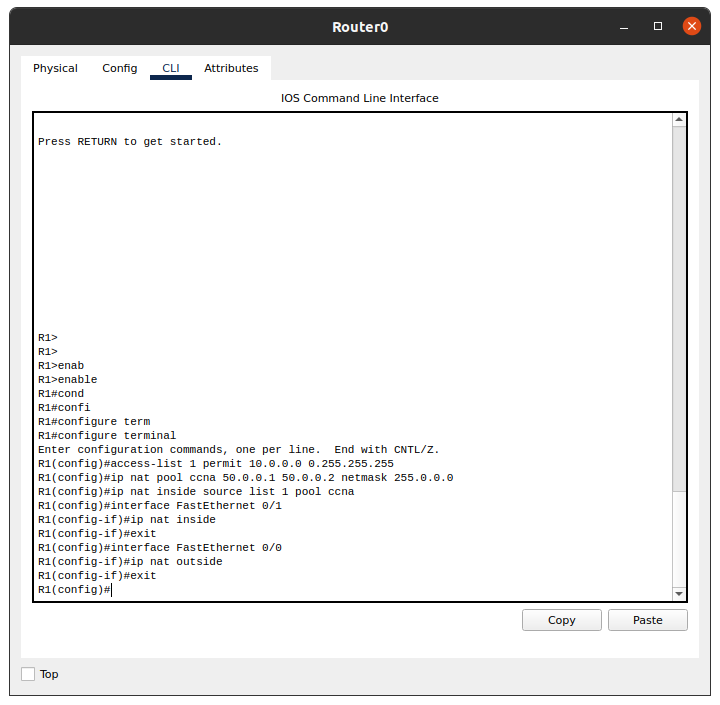 Router0
Physical Config CLI Attributes
IOS Command Line Interface
Press RETURN to get started.
R1>
R1>
R1>enab
R1>enable
R1#cond
R1#confi
R1#configure term
R1#configure terminal
Enter configuration commands, one per line.  End with CNTL/Z.
R1(config)#access-list 1 permit 10.0.0.0 0.255.255.255
R1(config)#ip nat pool ccna 50.0.0.1 50.0.0.2 netmask 255.0.0.0
R1(config)#ip nat inside source list 1 pool ccna
R1(config)#interface FastEthernet 0/1
R1(config-if)#ip nat inside
R1(config-if)#exit
R1(config)#interface FastEthernet 0/0
R1(config-if)#ip nat outside
R1(config-if)#exit
R1(config)#
Copy Paste
Top